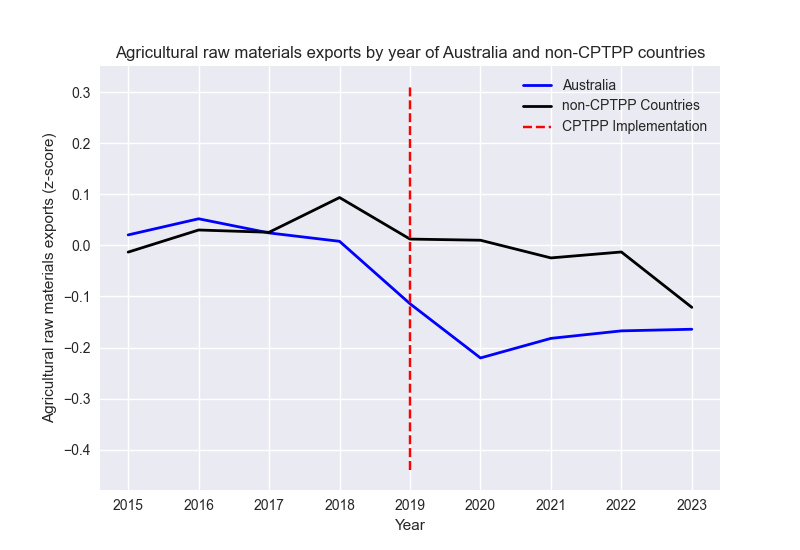 Agricultural raw materials exports by year of Australia and non-CPTPP countries
Australia
non-CPTPP Countries
CPTPP Implementation
Agricultural raw materials exports (z-score)
0.3
0.2
0.1
0.0
−0.1
−0.2
−0.3
−0.4
2015 2016 2017 2018 2019 2020 2021 2022 2023
Year